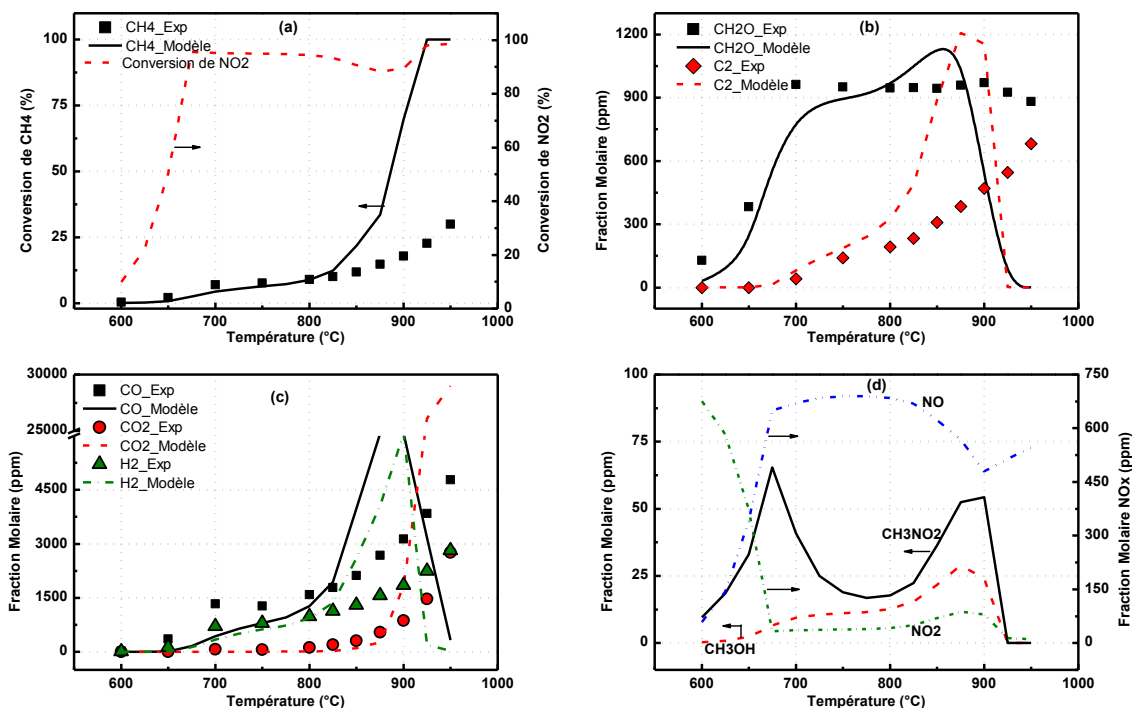 (a)
CH4_Exp
CH4_Modèle
Conversion de NO2
Conversion de CH4 (%)
100
75
50
25
0
100
80
60
40
20
0
Conversion de NO2 (%)
600 700 800 900 1000
Température (°C)
(b)
CH2O_Exp
CH2O_Modèle
C2_Exp
C2_Modèle
Fraction Molaire (ppm)
1200
900
600
300
0
600 700 800 900 1000
Température (°C)
(c)
CO_Exp
CO_Modèle
CO2_Exp
CO2_Modèle
H2_Exp
H2_Modèle
Fraction Molaire (ppm)
30000
25000
4500
3000
1500
0
600 700 800 900 1000
Température (°C)
(d)
NO
CH3NO2
NO2
CH3OH
Fraction Molaire (ppm)
100
75
50
25
0
750
600
450
300
150
0
Fraction Molaire NOx (ppm)
600 700 800 900 1000
Température (°C)